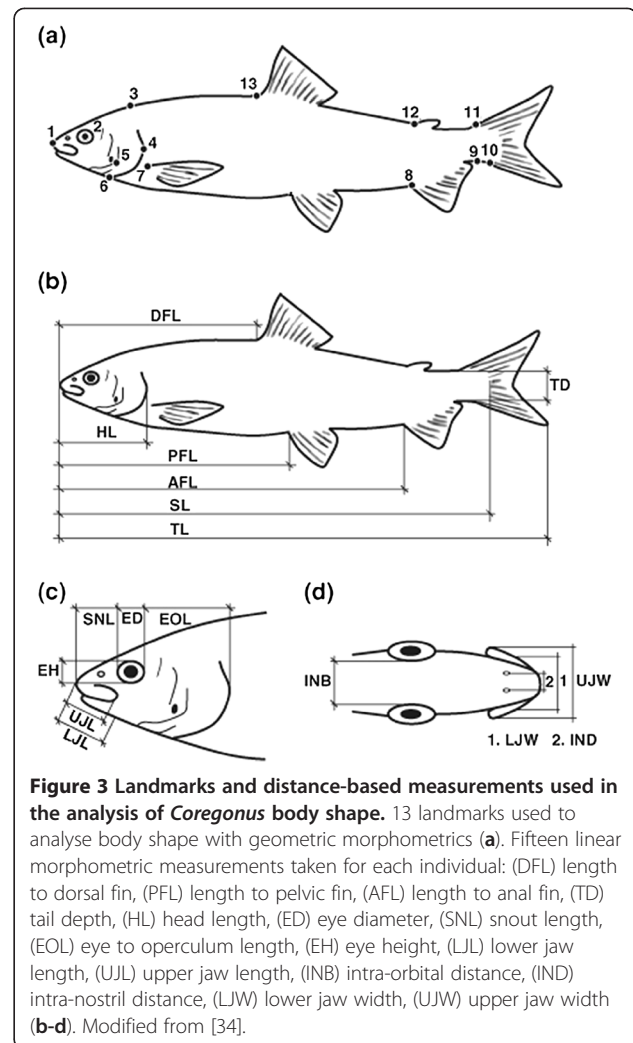 (a)
13
3
12
11
1
2
4
5
9
10
7
6
8
(b)
DFL
TD
HL
PFL
AFL
SL
TL
(c)
(d)
SNL
ED
EOL
EH
INB
2
1
UJW
UJL
LJL
1. LJW 2. IND
Figure 3 Landmarks and distance-based measurements used in
the analysis of Coregonus body shape. 13 landmarks used to
analyse body shape with geometric morphometrics (a). Fifteen linear
morphometric measurements taken for each individual: (DFL) length
to dorsal fin, (PFL) length to pelvic fin, (AFL) length to anal fin, (TD)
tail depth, (HL) head length, (ED) eye diameter, (SNL) snout length,
(EOL) eye to operculum length, (EH) eye height, (LJL) lower jaw
length, (UJL) upper jaw length, (INB) intra-orbital distance, (IND)
intra-nostril distance, (LJW) lower jaw width, (UJW) upper jaw width
(b-d). Modified from [34].